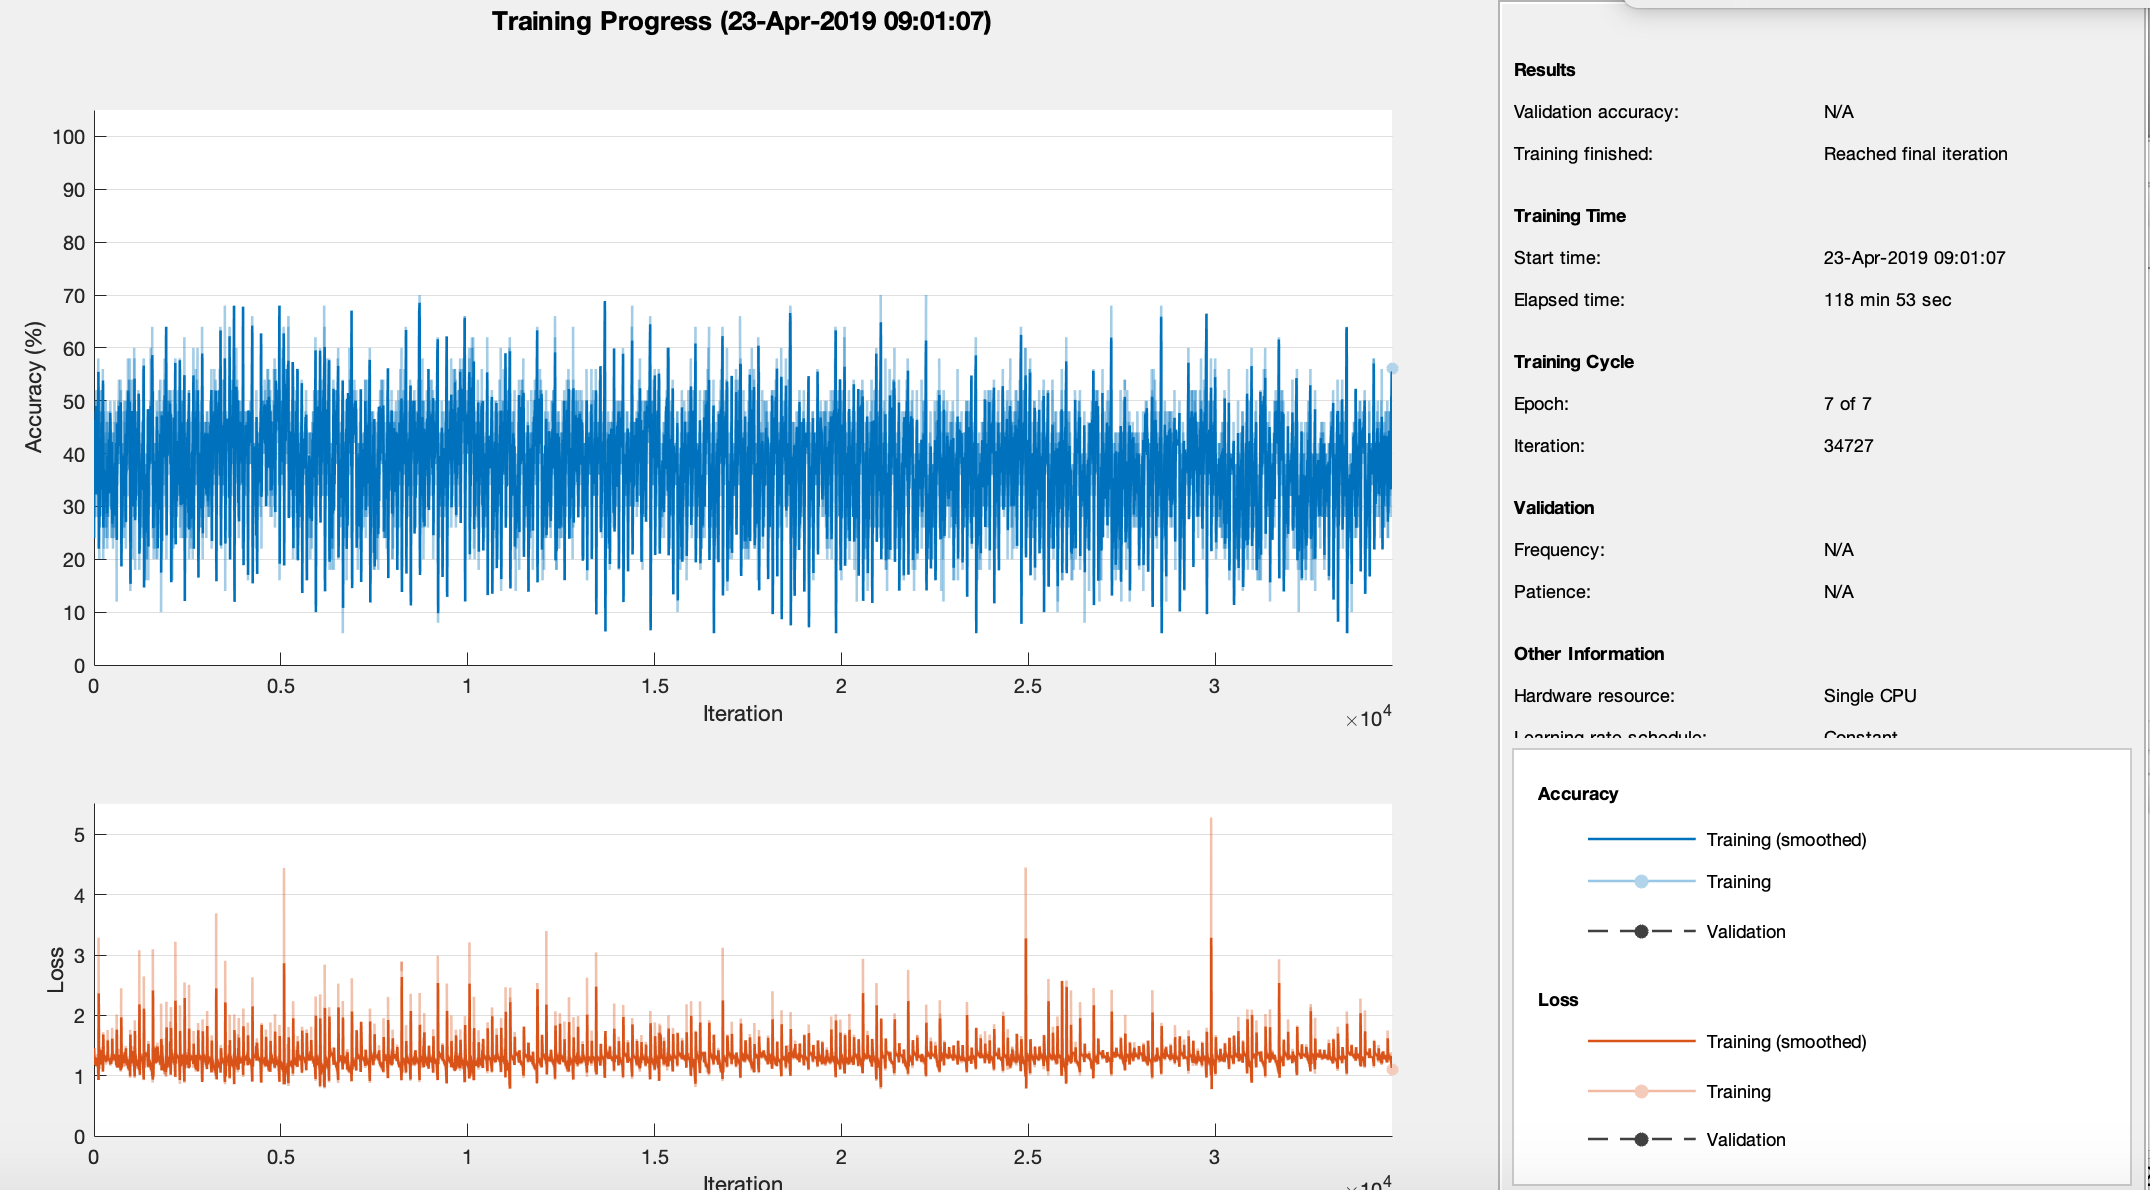 Training Progress (23-Apr-2019 09:01:07)
100
90
80
70
60
50
40
30
20
10
0
Accuracy (%)
0 0.5 1 1.5 2 2.5 3
Iteration
×10^4
5
4
3
2
1
0
Loss
0 0.5 1 1.5 2 2.5 3
Iteration
×10^4
Results
Validation accuracy: N/A
Training finished: Reached final iteration
Training Time
Start time: 23-Apr-2019 09:01:07
Elapsed time: 118 min 53 sec
Training Cycle
Epoch: 7 of 7
Iteration: 34727
Validation
Frequency: N/A
Patience: N/A
Other Information
Hardware resource: Single CPU
Learning rate schedule: Constant
Accuracy
Training (smoothed)
Training
Validation
Loss
Training (smoothed)
Training
Validation